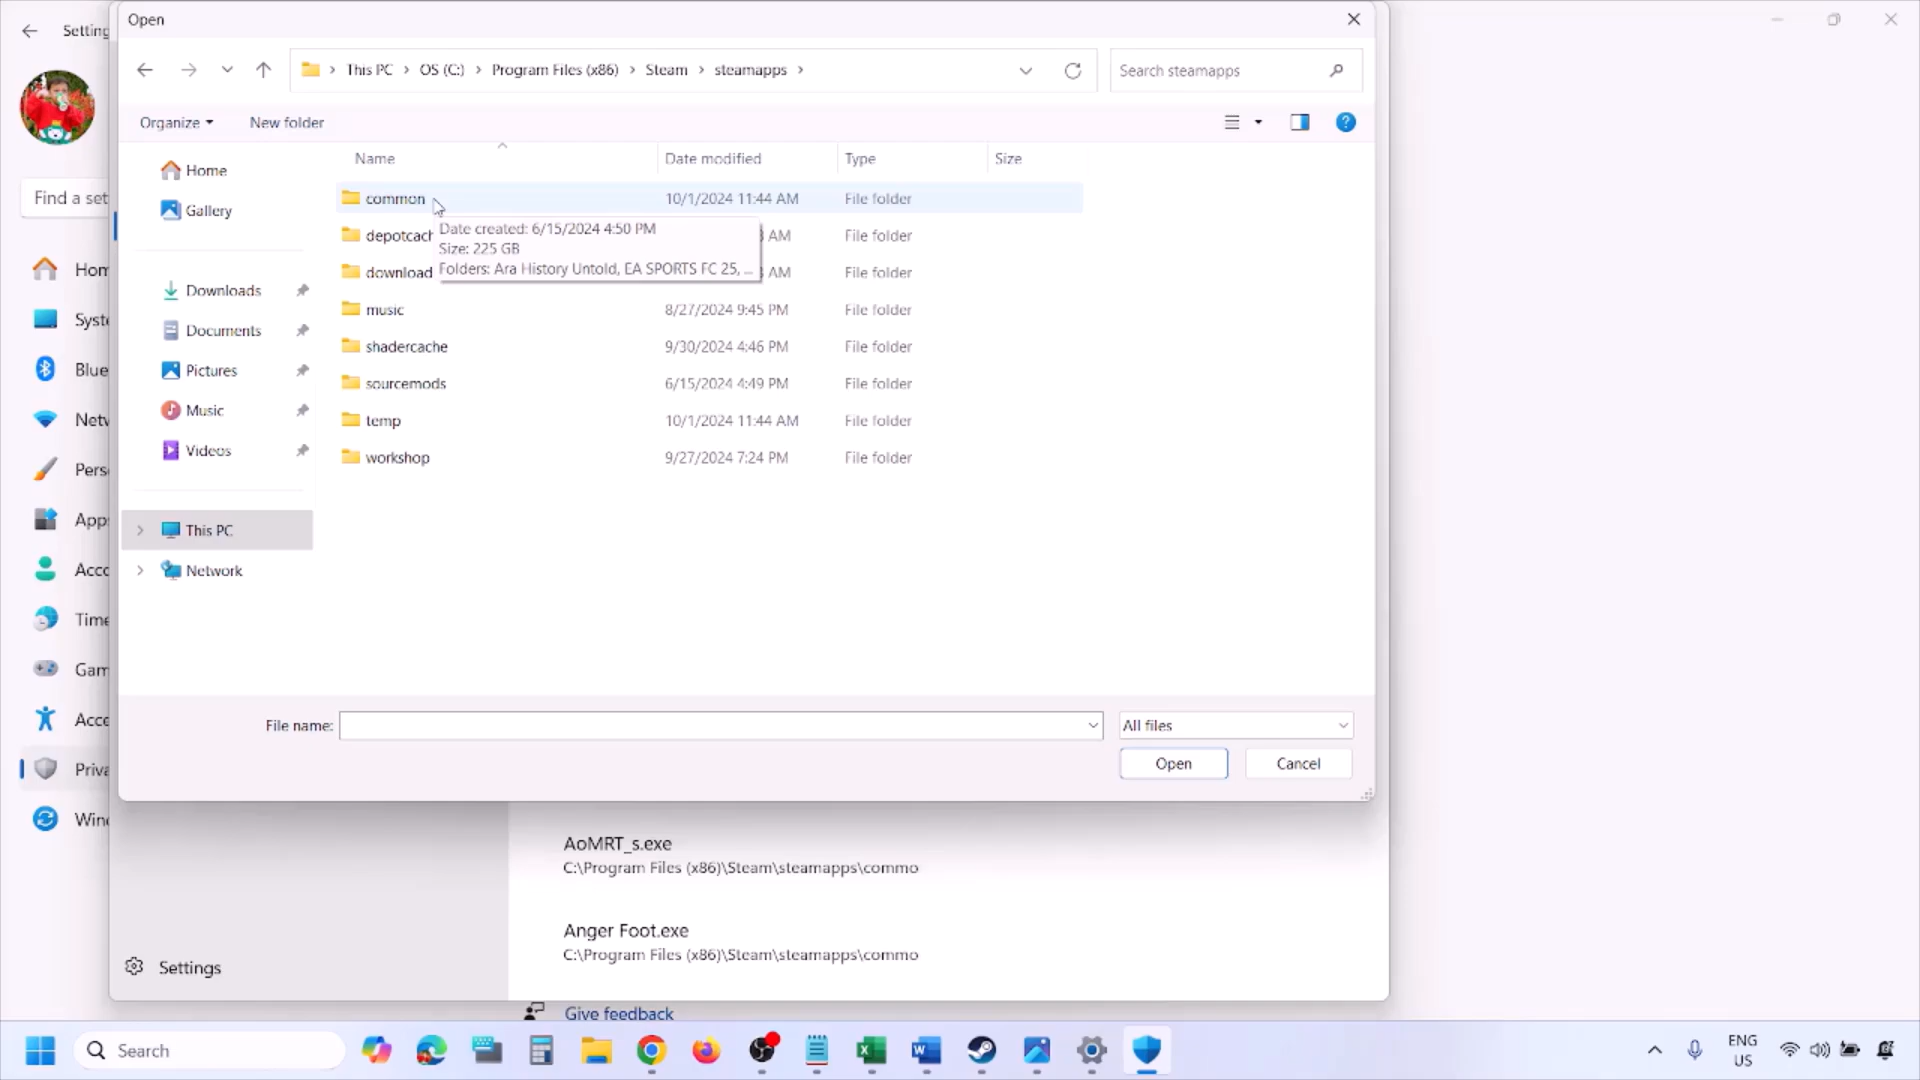 Open
Setting
This PC > OS (C:) > Program Files (x86) > Steam > steamapps >
Search steamapps
Organize
New folder
Name
Date modified
Type
Size
Home
Gallery
Downloads
Documents
Pictures
Music
Videos
This PC
Network
common
10/1/2024 11:44 AM
File folder
depotcach
AM
File folder
download
AM
File folder
Date created: 6/15/2024 4:50 PM
Size: 225 GB
Folders: Ara History Untold, EA SPORTS FC 25, ...
music
8/27/2024 9:45 PM
File folder
shadercache
9/30/2024 4:46 PM
File folder
sourcemods
6/15/2024 4:49 PM
File folder
temp
10/1/2024 11:44 AM
File folder
workshop
9/27/2024 7:24 PM
File folder
File name:
All files
Open
Cancel
Find a set
Hom
Syste
Blue
Netw
Pers
Apps
Acco
Time
Gam
Acce
Priva
Wind
AoMRT_s.exe
C:\Program Files (x86)\Steam\steamapps\commo
Anger Foot.exe
C:\Program Files (x86)\Steam\steamapps\commo
Settings
Give feedback
Search
ENG
US